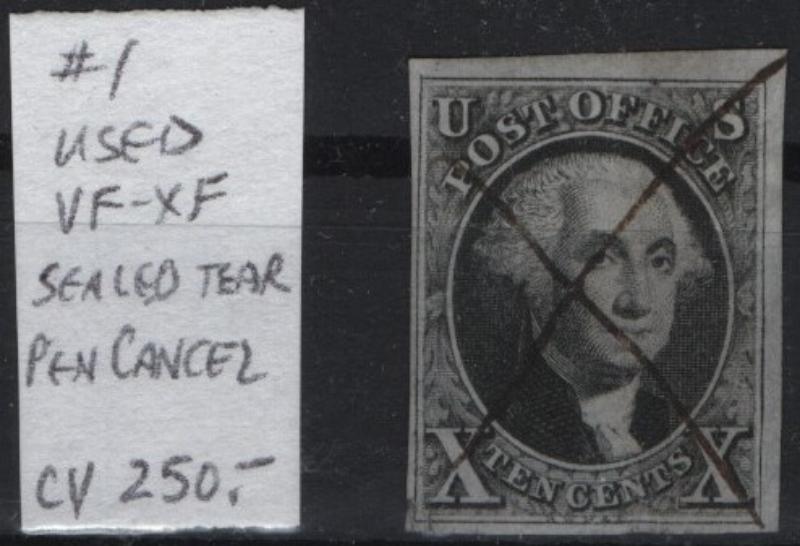 #1
USED
VF-XF
SEALED TEAR
PEN CANCEL
CV 250.-
U S
POST OFFICE
X X
TEN CENTS